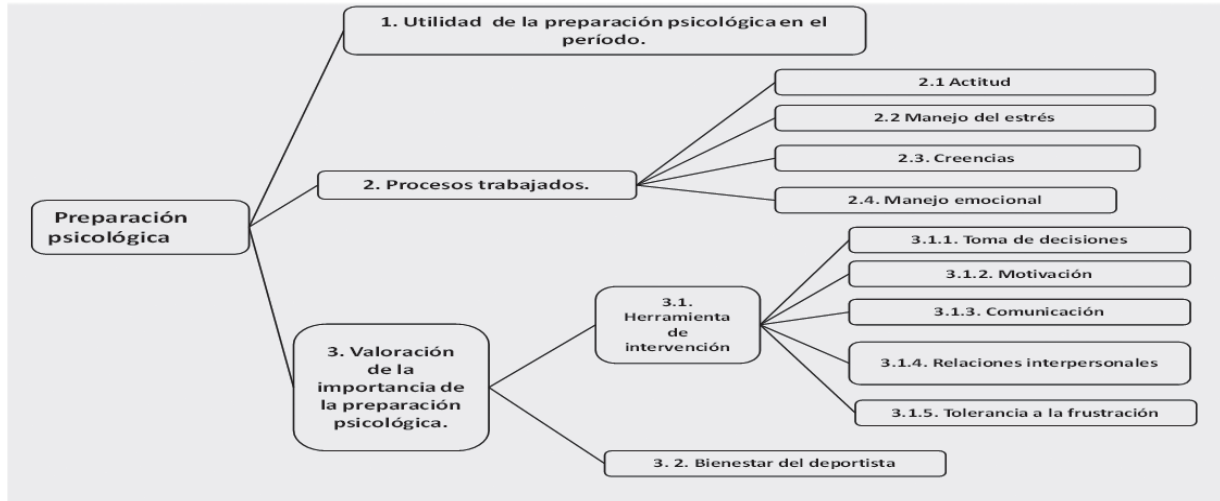 1. Utilidad de la preparación psicológica en el
período.
2.1 Actitud
2.2 Manejo del estrés
2.3. Creencias
2. Procesos trabajados.
2.4. Manejo emocional
Preparación
psicológica
3.1.1. Toma de decisiones
3.1.2. Motivación
3.1.
Herramienta
de
intervención
3.1.3. Comunicación
3.1.4. Relaciones interpersonales
3.1.5. Tolerancia a la frustración
3. Valoración
de la
importancia de
la preparación
psicológica.
3. 2. Bienestar del deportista